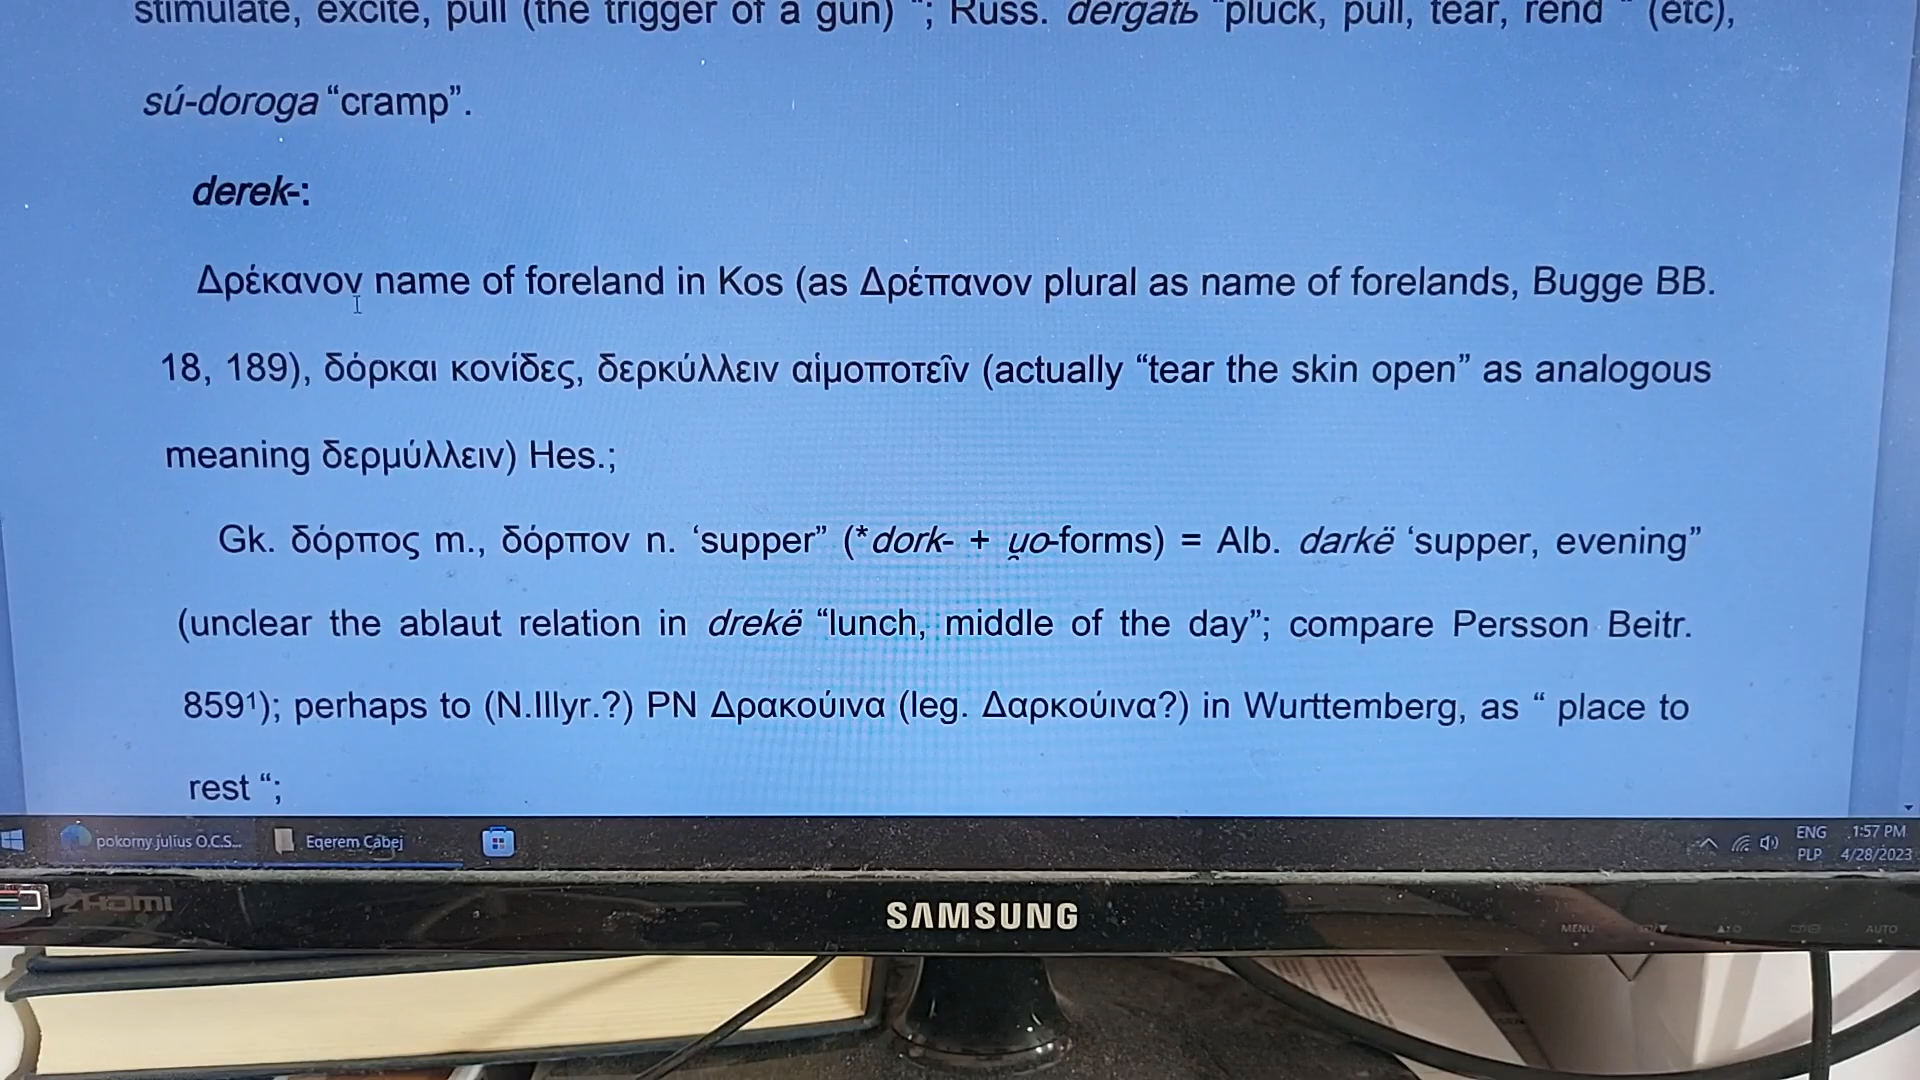 stimulate, excite, pull (the trigger of a gun) “; Russ. dergatь “pluck, pull, tear, rend “ (etc),
sú-doroga “cramp”.
derek-:
Δρέκανον name of foreland in Kos (as Δρέπανον plural as name of forelands, Bugge BB.
18, 189), δόρκαι κονίδες, δερκύλλειν αἱμοποτεῖν (actually “tear the skin open” as analogous
meaning δερμύλλειν) Hes.;
Gk. δόρπος m., δόρπον n. ‘supper” (*dork- + u̯o-forms) = Alb. darkë ‘supper, evening”
(unclear the ablaut relation in drekë “lunch, middle of the day”; compare Persson Beitr.
859¹); perhaps to (N.Illyr.?) PN Δρακούινα (leg. Δαρκούινα?) in Wurttemberg, as “ place to
rest “;
pokorny julius O.C.S... Eqerem Cabej ENG 1:57 PM
PLP 4/28/2023
HDMI
SAMSUNG
MENU AUTO